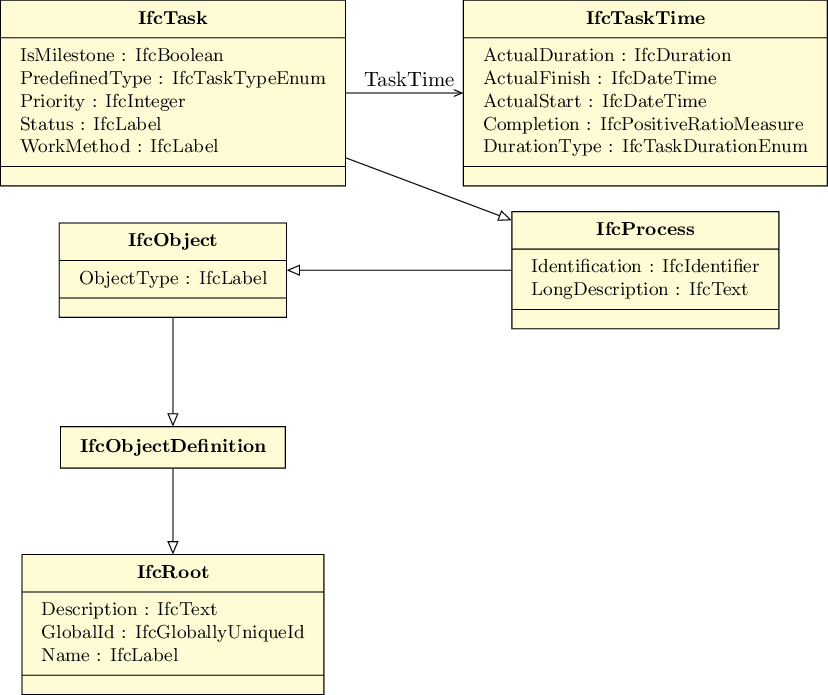 IfcTask
IsMilestone : IfcBoolean
PredefinedType : IfcTaskTypeEnum
Priority : IfcInteger
Status : IfcLabel
WorkMethod : IfcLabel
TaskTime
IfcTaskTime
ActualDuration : IfcDuration
ActualFinish : IfcDateTime
ActualStart : IfcDateTime
Completion : IfcPositiveRatioMeasure
DurationType : IfcTaskDurationEnum
IfcObject
ObjectType : IfcLabel
IfcProcess
Identification : IfcIdentifier
LongDescription : IfcText
IfcObjectDefinition
IfcRoot
Description : IfcText
GlobalId : IfcGloballyUniqueId
Name : IfcLabel